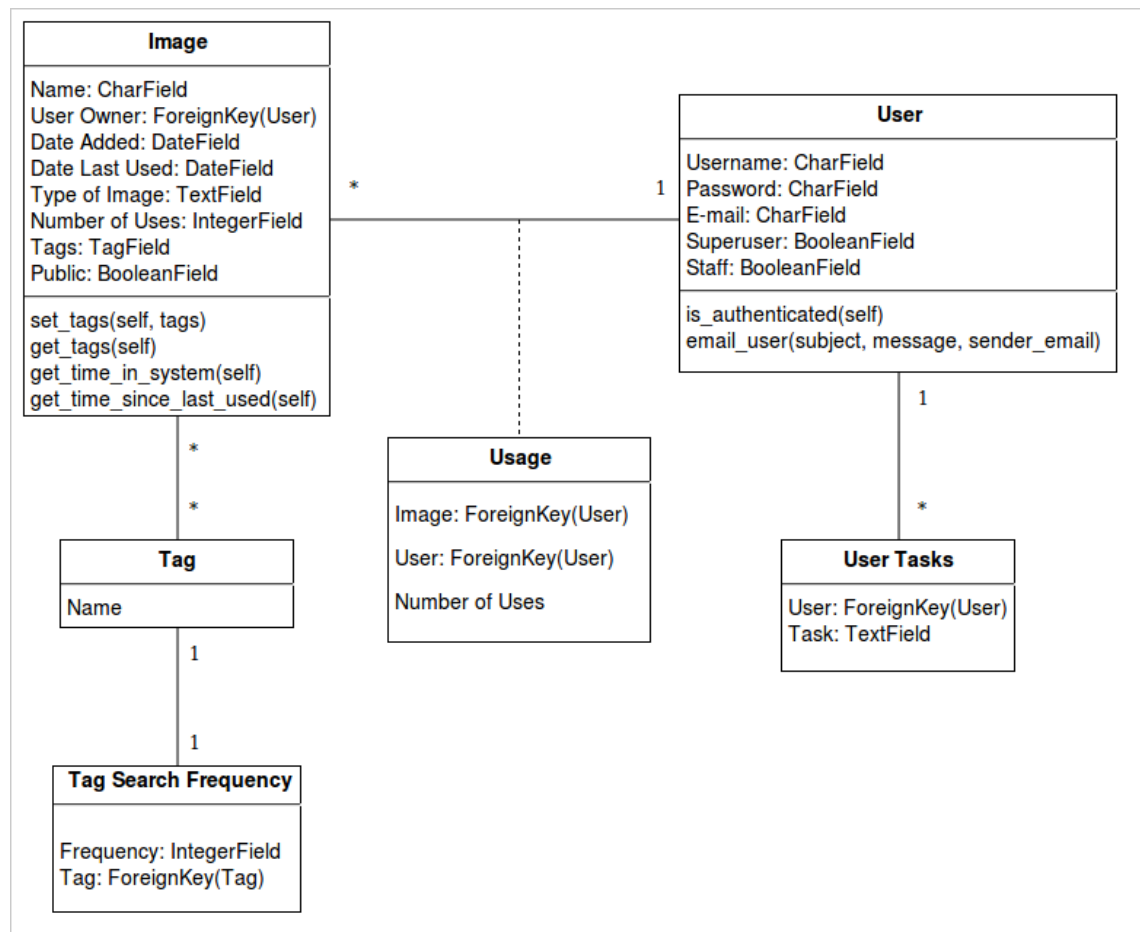 Image
Name: CharField
User Owner: ForeignKey(User)
Date Added: DateField
Date Last Used: DateField
Type of Image: TextField
Number of Uses: IntegerField
Tags: TagField
Public: BooleanField
set_tags(self, tags)
get_tags(self)
get_time_in_system(self)
get_time_since_last_used(self)
*
1
User
Username: CharField
Password: CharField
E-mail: CharField
Superuser: BooleanField
Staff: BooleanField
is_authenticated(self)
email_user(subject, message, sender_email)
*
*
1
*
Usage
Image: ForeignKey(User)
User: ForeignKey(User)
Number of Uses
Tag
Name
User Tasks
User: ForeignKey(User)
Task: TextField
1
1
Tag Search Frequency
Frequency: IntegerField
Tag: ForeignKey(Tag)